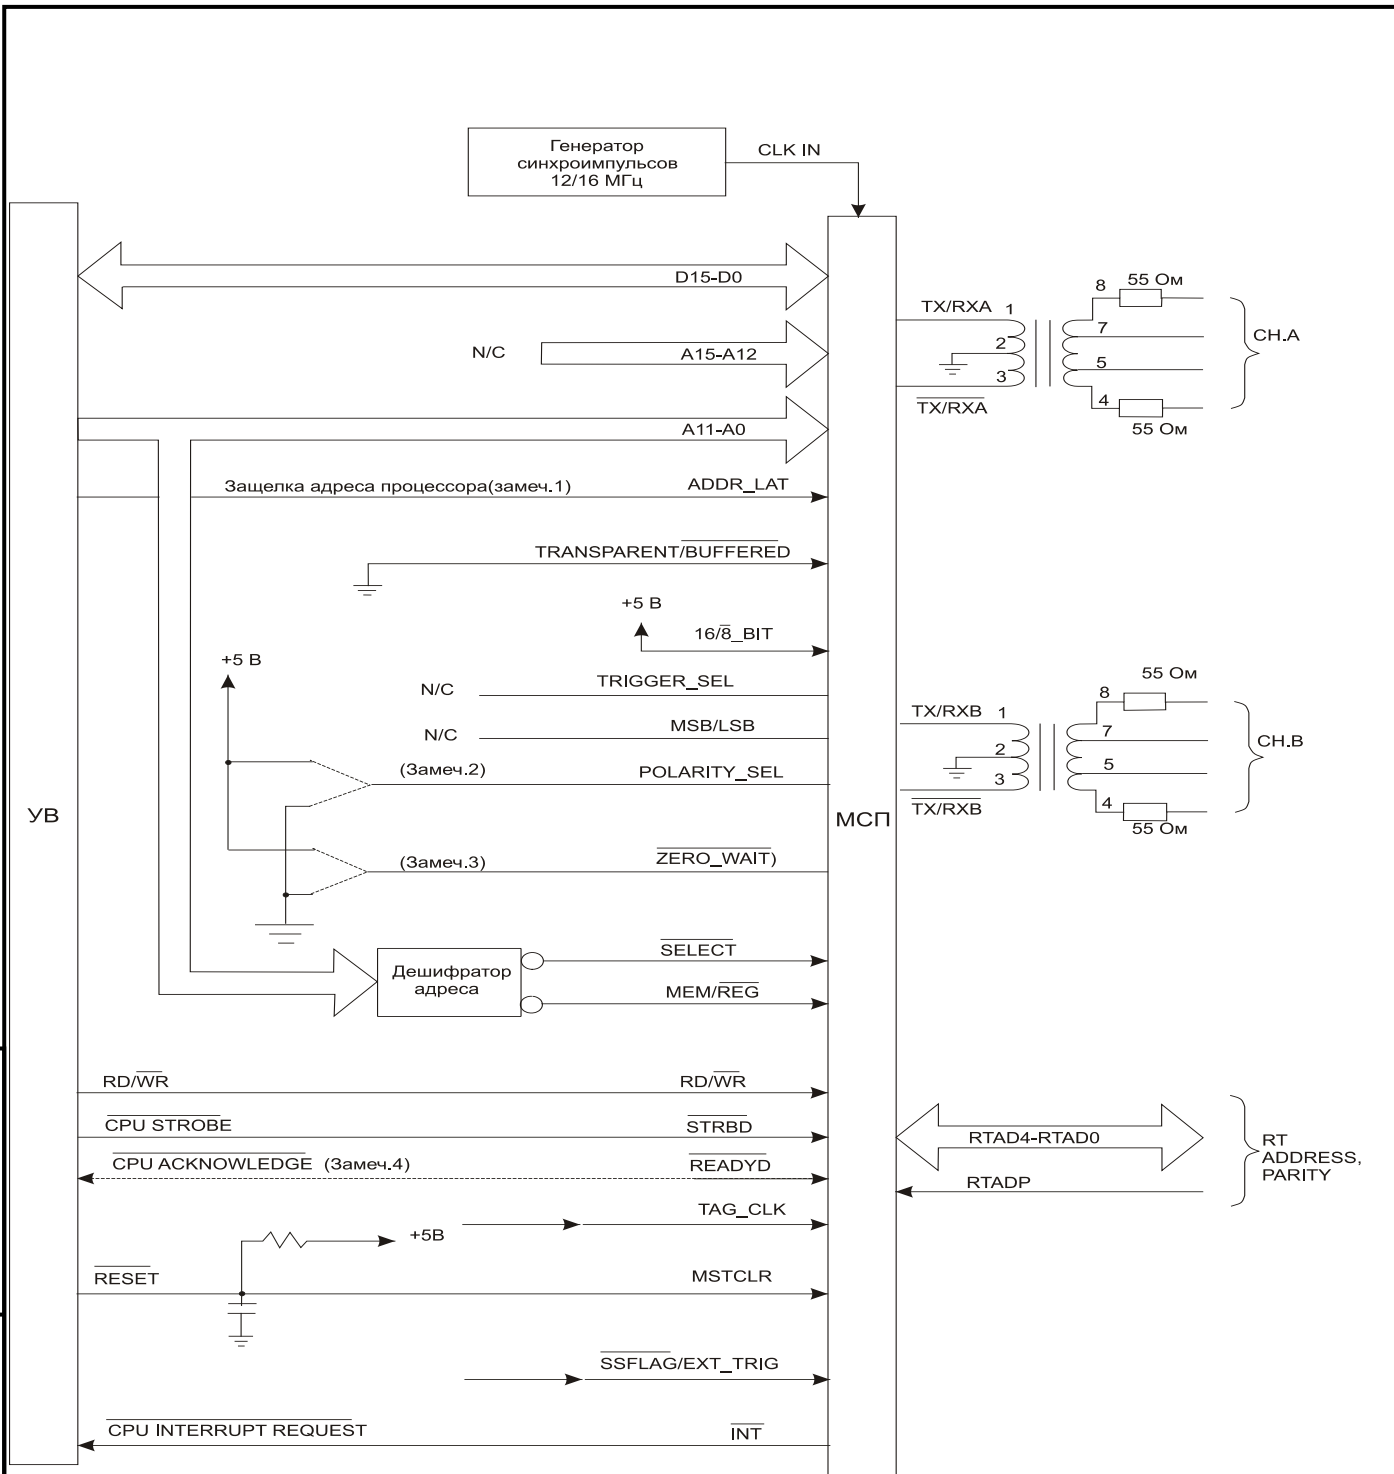 Генератор
синхроимпульсов
12/16 МГц
CLK IN
D15-D0
N/C
A15-A12
A11-A0
Защелка адреса процессора(замеч.1)
ADDR_LAT
TRANSPARENT/BUFFERED
+5 В
16/8_BIT
+5 В
N/C
TRIGGER_SEL
N/C
MSB/LSB
(Замеч.2)
POLARITY_SEL
УВ
МСП
(Замеч.3)
ZERO_WAIT)
Дешифратор
адреса
SELECT
MEM/REG
RD/WR
RD/WR
CPU STROBE
STRBD
CPU ACKNOWLEDGE (Замеч.4)
READYD
TAG_CLK
+5В
RESET
MSTCLR
SSFLAG/EXT_TRIG
CPU INTERRUPT REQUEST
INT
TX/RXA
1
2
3
TX/RXA
8
55 Ом
7
5
4
55 Ом
CH.A
TX/RXB
1
2
3
TX/RXB
8
55 Ом
7
5
4
55 Ом
CH.B
RTAD4-RTAD0
RTADP
RT
ADDRESS,
PARITY